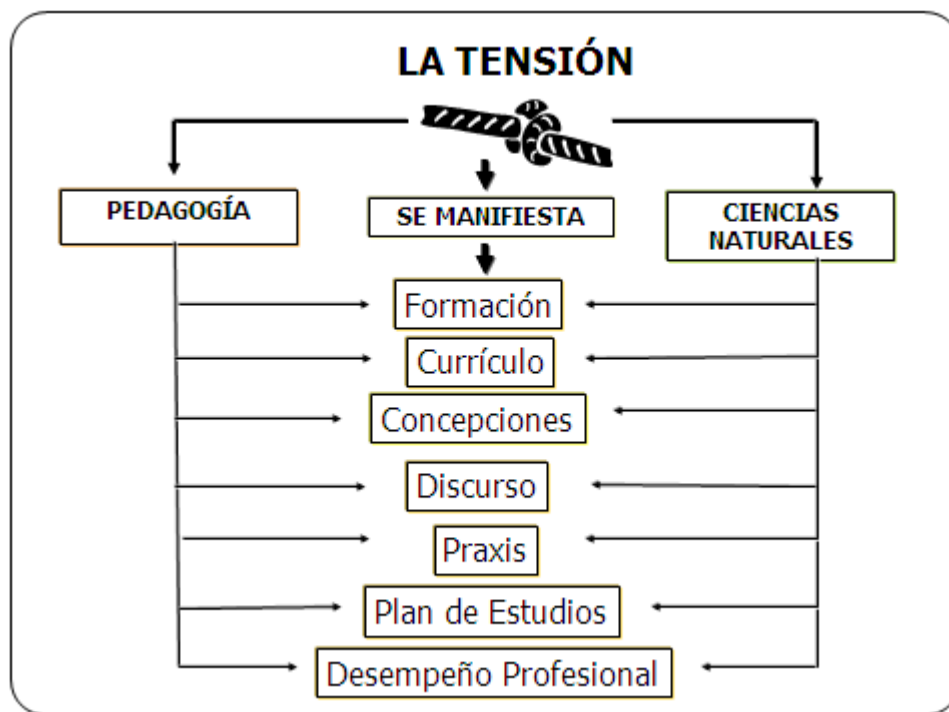 LA TENSIÓN
PEDAGOGÍA
SE MANIFIESTA
CIENCIAS
NATURALES
Formación
Currículo
Concepciones
Discurso
Praxis
Plan de Estudios
Desempeño Profesional